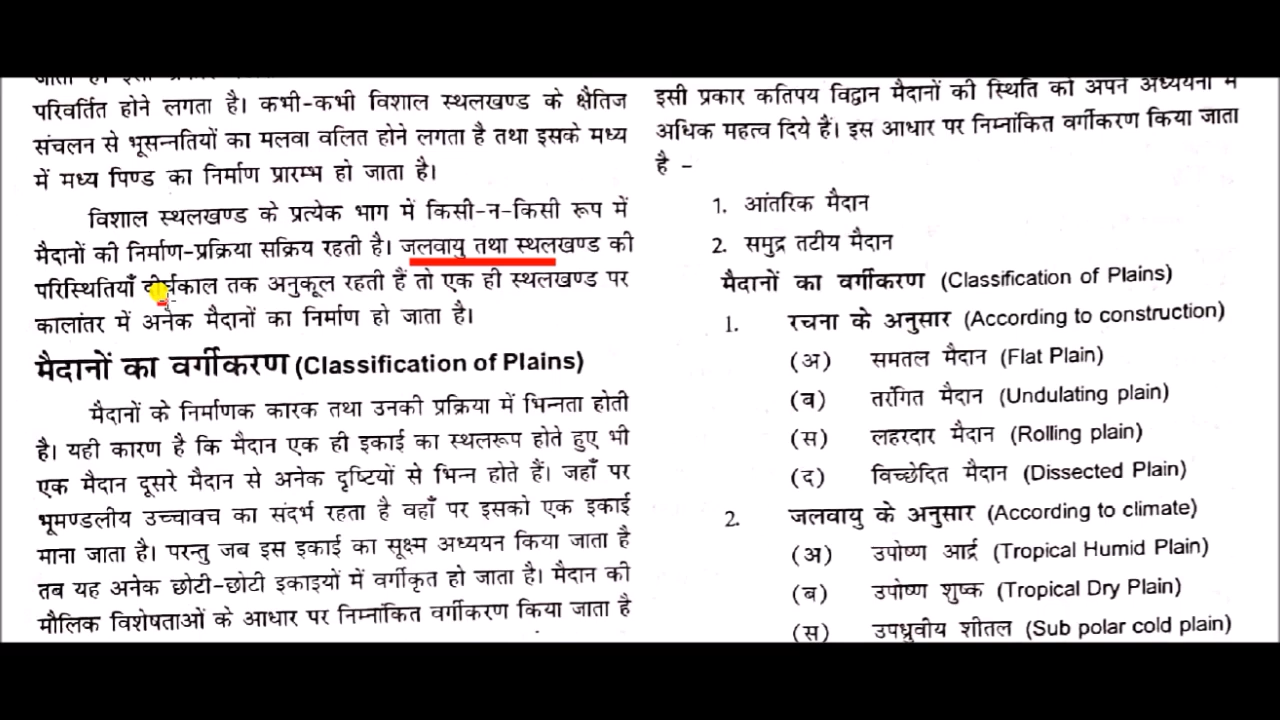 परिवर्तित होने लगता है। कभी-कभी विशाल स्थलखण्ड के क्षैतिज
संचलन से भूसन्नतियों का मलवा वलित होने लगता है तथा इसके मध्य
में मध्य पिण्ड का निर्माण प्रारम्भ हो जाता है।
विशाल स्थलखण्ड के प्रत्येक भाग में किसी-न-किसी रूप में
मैदानों की निर्माण-प्रक्रिया सक्रिय रहती है। जलवायु तथा स्थलखण्ड की
परिस्थितियाँ दीर्घकाल तक अनुकूल रहती हैं तो एक ही स्थलखण्ड पर
कालांतर में अनेक मैदानों का निर्माण हो जाता है।
मैदानों का वर्गीकरण (Classification of Plains)
मैदानों के निर्माणक कारक तथा उनकी प्रक्रिया में भिन्नता होती
है। यही कारण है कि मैदान एक ही इकाई का स्थलरूप होते हुए भी
एक मैदान दूसरे मैदान से अनेक दृष्टियों से भिन्न होते हैं। जहाँ पर
भूमण्डलीय उच्चावच का संदर्भ रहता है वहाँ पर इसको एक इकाई
माना जाता है। परन्तु जब इस इकाई का सूक्ष्म अध्ययन किया जाता है
तब यह अनेक छोटी-छोटी इकाइयों में वर्गीकृत हो जाता है। मैदान की
मौलिक विशेषताओं के आधार पर निम्नांकित वर्गीकरण किया जाता है
इसी प्रकार कतिपय विद्वान मैदानों की स्थिति को अपने अध्ययनों में
अधिक महत्व दिये हैं। इस आधार पर निम्नांकित वर्गीकरण किया जाता
है –
1. आंतरिक मैदान
2. समुद्र तटीय मैदान
मैदानों का वर्गीकरण (Classification of Plains)
1. रचना के अनुसार (According to construction)
(अ) समतल मैदान (Flat Plain)
(ब) तरंगित मैदान (Undulating plain)
(स) लहरदार मैदान (Rolling plain)
(द) विच्छेदित मैदान (Dissected Plain)
2. जलवायु के अनुसार (According to climate)
(अ) उपोष्ण आर्द्र (Tropical Humid Plain)
(ब) उपोष्ण शुष्क (Tropical Dry Plain)
(स) उपध्रुवीय शीतल (Sub polar cold plain)